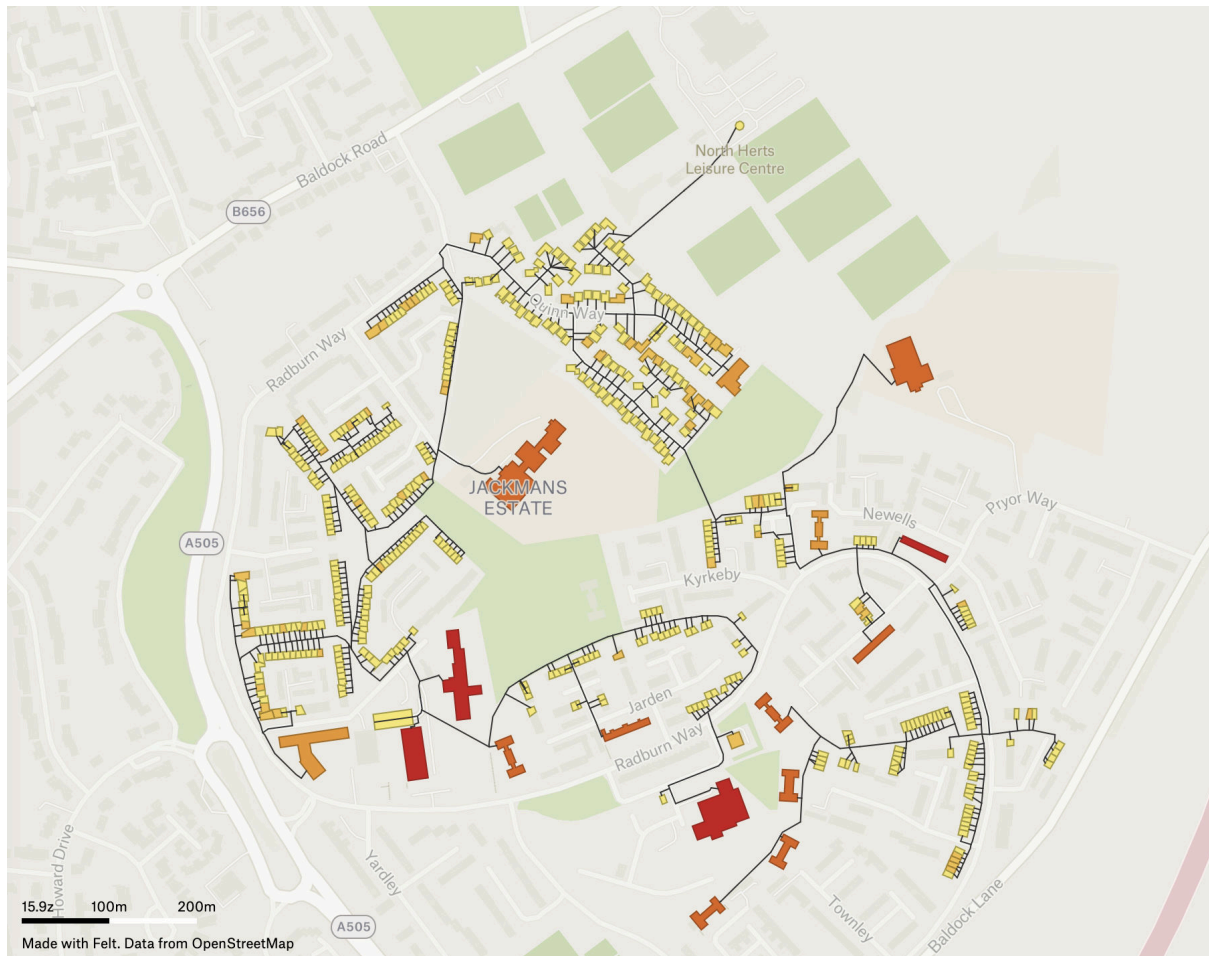 Baldock Road
North Herts
Leisure Centre
B656
Quinn Way
Radburn Way
JACKMANS
ESTATE
Newells
Pryor Way
A505
Kyrkeby
Jarden
Radburn Way
Howard Drive
Yardley
Townley
Baldock Lane
A505
15.9z 100m 200m
Made with Felt. Data from OpenStreetMap